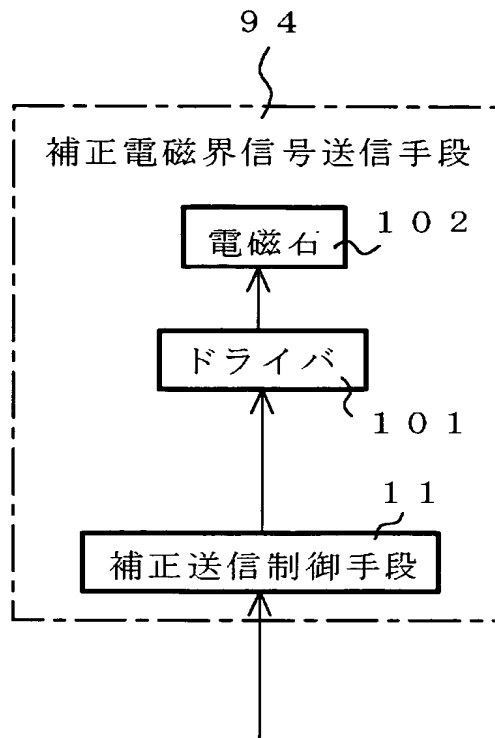 ９４
補正電磁界信号送信手段
電磁石
１０２
ドライバ
１０１
１１
補正送信制御手段